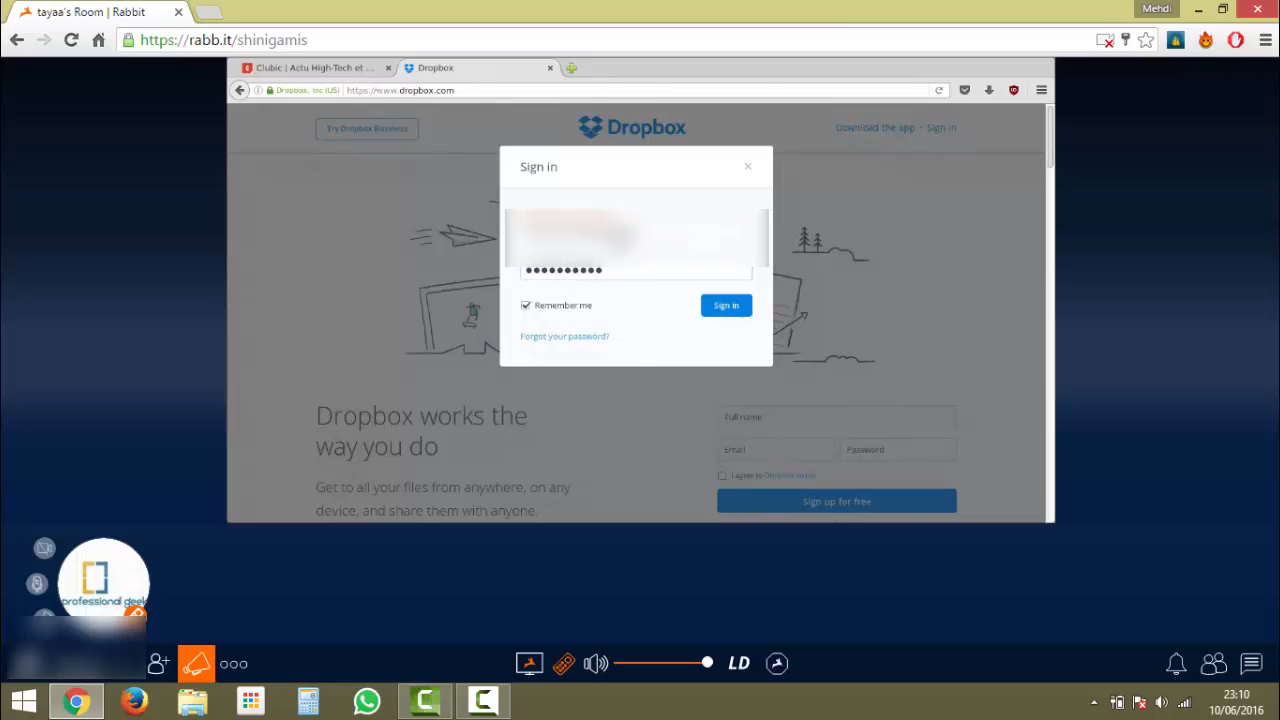 tayaa's Room | Rabbit
Mehdi
https://rabb.it/shinigamis
Clubic | Actu High-Tech et ...
Dropbox
Dropbox, Inc (US)
https://www.dropbox.com
Try Dropbox Business
Dropbox
Download the app - Sign in
Sign in
●●●●●●●●●●
Remember me
Sign in
Forgot your password?
Dropbox works the
way you do
Get to all your files from anywhere, on any
device, and share them with anyone.
Full name
Email
Password
I agree to Dropbox terms
Sign up for free
professional geek
LD
23:10
10/06/2016